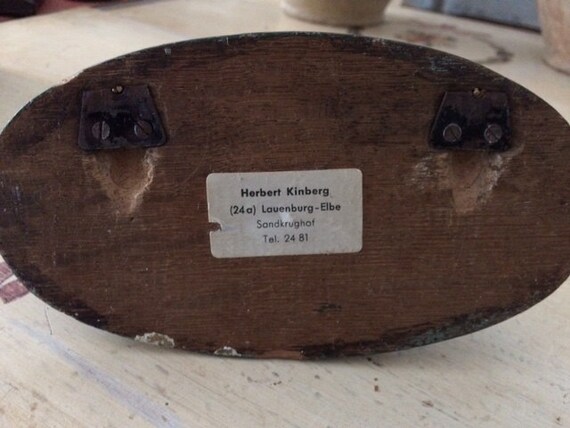 Herbert Kinberg
(24a) Lauenburg-Elbe
Sandkrughof
Tel. 24 81